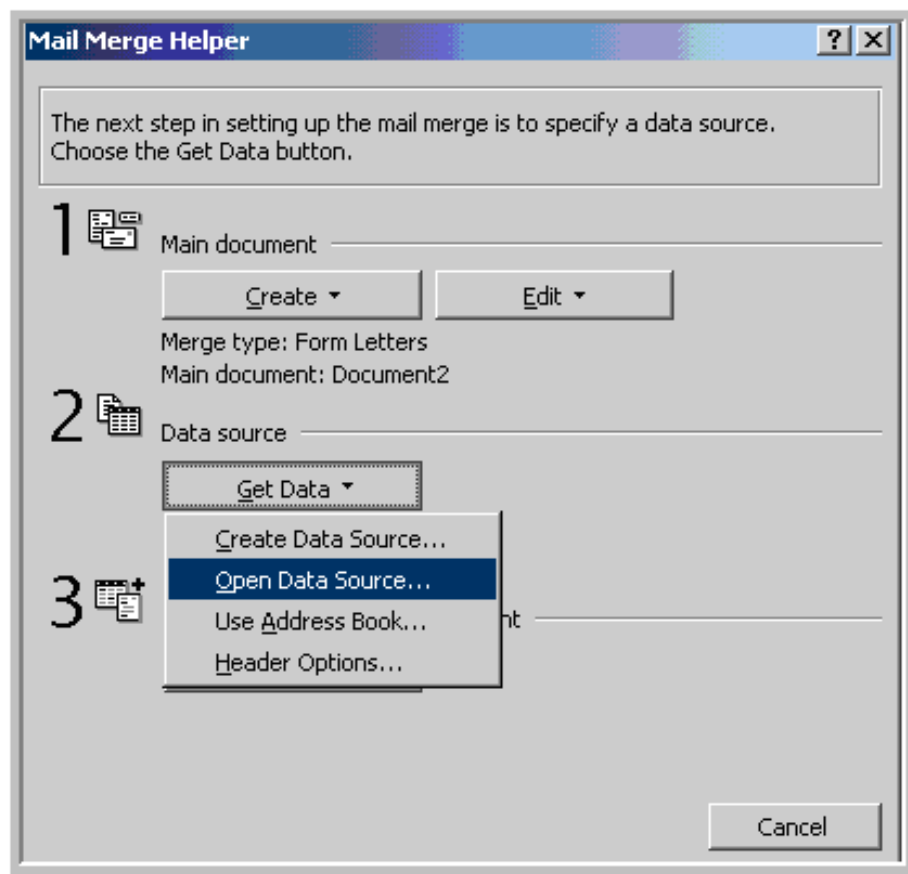 Mail Merge Helper
The next step in setting up the mail merge is to specify a data source.
Choose the Get Data button.
1
Main document
Create
Edit
Merge type: Form Letters
Main document: Document2
2
Data source
Get Data
Create Data Source...
Open Data Source...
3
Use Address Book...
Header Options...
Cancel